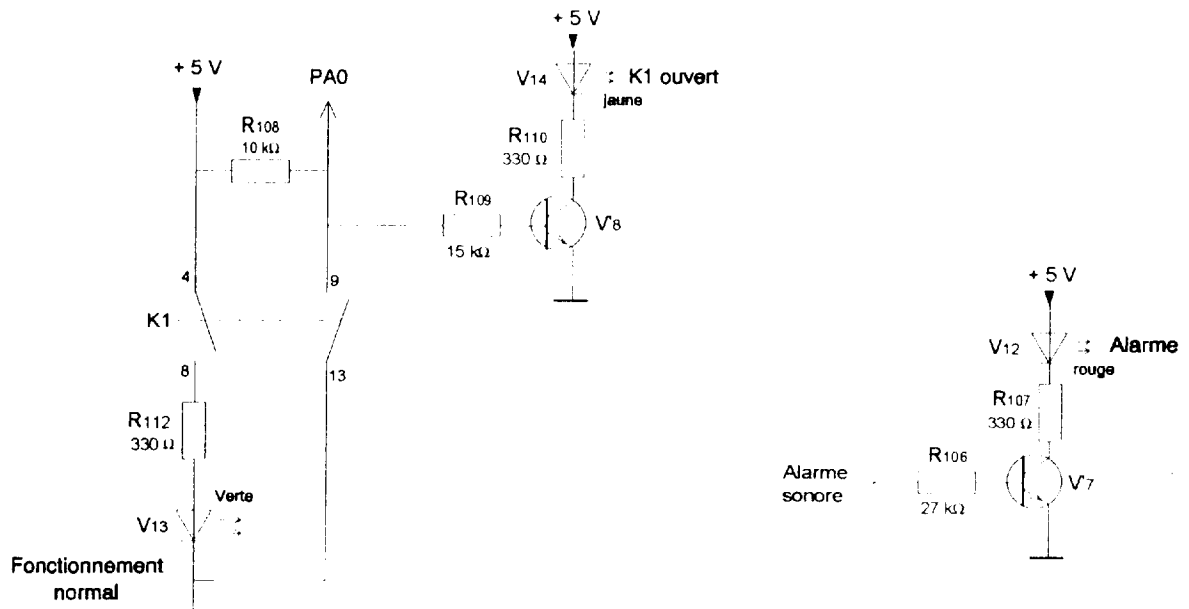 + 5 V
+ 5 V
PA0
V14
K1 ouvert
jaune
R108
10 kΩ
R110
330 Ω
R109
15 kΩ
V'8
4
9
K1
8
13
R112
330 Ω
Verte
V13
Fonctionnement
normal
+ 5 V
V12
Alarme
rouge
R107
330 Ω
R106
27 kΩ
Alarme
sonore
V'7